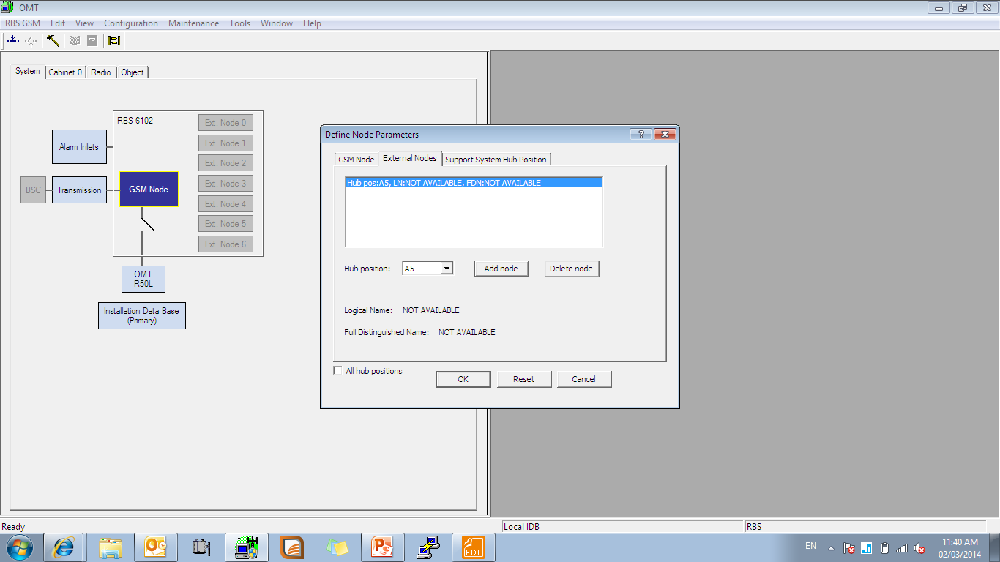 OMT
RBS GSM Edit View Configuration Maintenance Tools Window Help
System Cabinet 0 Radio Object
RBS 6102
Ext. Node 0
Ext. Node 1
Ext. Node 2
Ext. Node 3
Ext. Node 4
Ext. Node 5
Ext. Node 6
Alarm Inlets
BSC
Transmission
GSM Node
OMT
R50L
Installation Data Base
(Primary)
Define Node Parameters
?
GSM Node External Nodes Support System Hub Position
Hub pos:A5, LN:NOT AVAILABLE, FDN:NOT AVAILABLE
Hub position: A5 Add node Delete node
Logical Name: NOT AVAILABLE
Full Distinguished Name: NOT AVAILABLE
All hub positions
OK Reset Cancel
Ready Local IDB RBS
PDF
EN
11:40 AM
02/03/2014